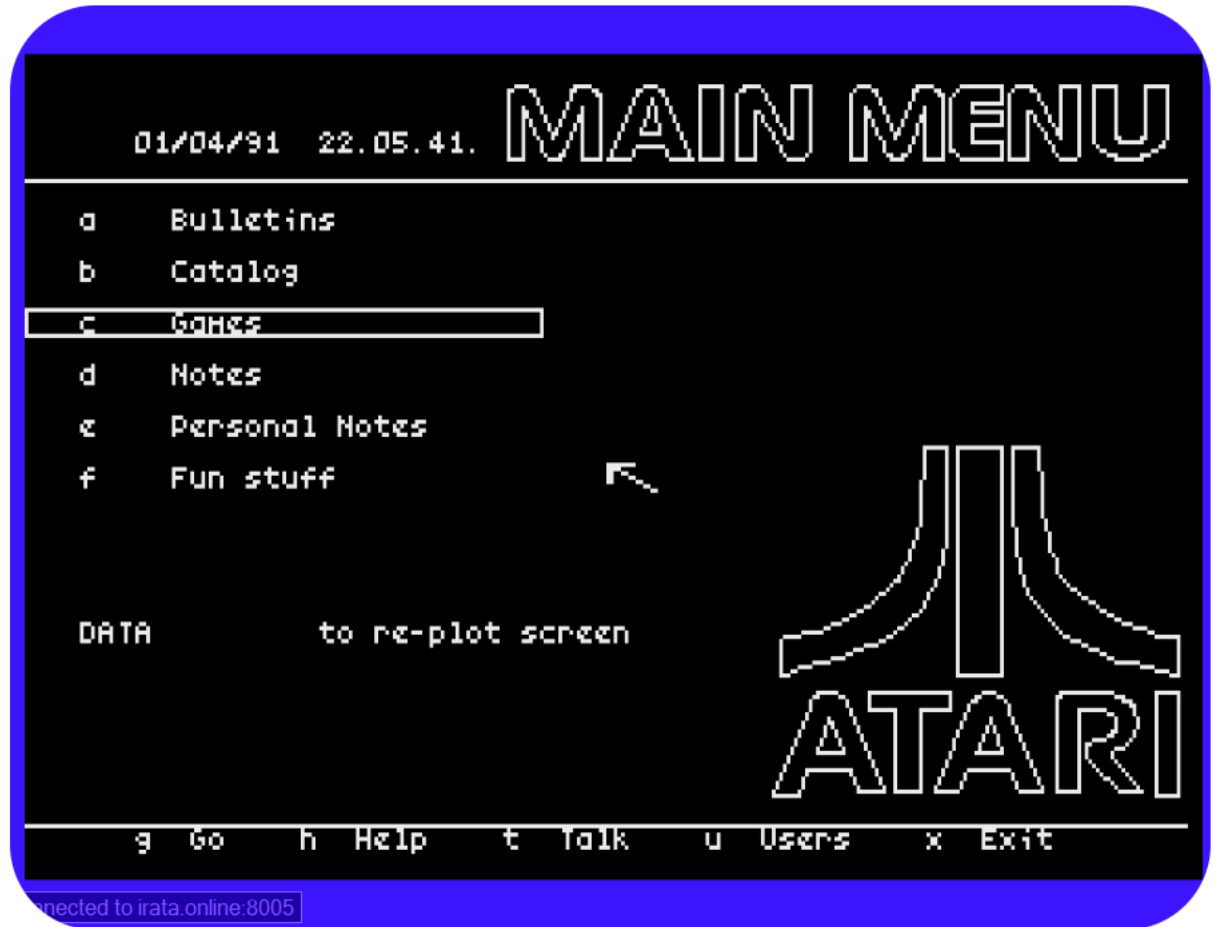 01/04/91 22.05.41. MAIN MENU
a Bulletins
b Catalog
c Games
d Notes
e Personal Notes
f Fun stuff
DATA to re-plot screen
ATARI
g Go h Help t Talk u Users x Exit
nnected to irata.online:8005